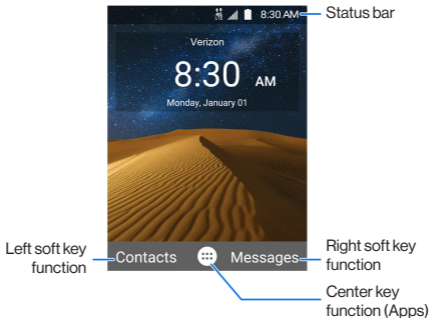 8:30 AM
Status bar
Verizon
8:30 AM
Monday, January 01
Left soft key
function
Contacts
Messages
Right soft key
function
Center key
function (Apps)